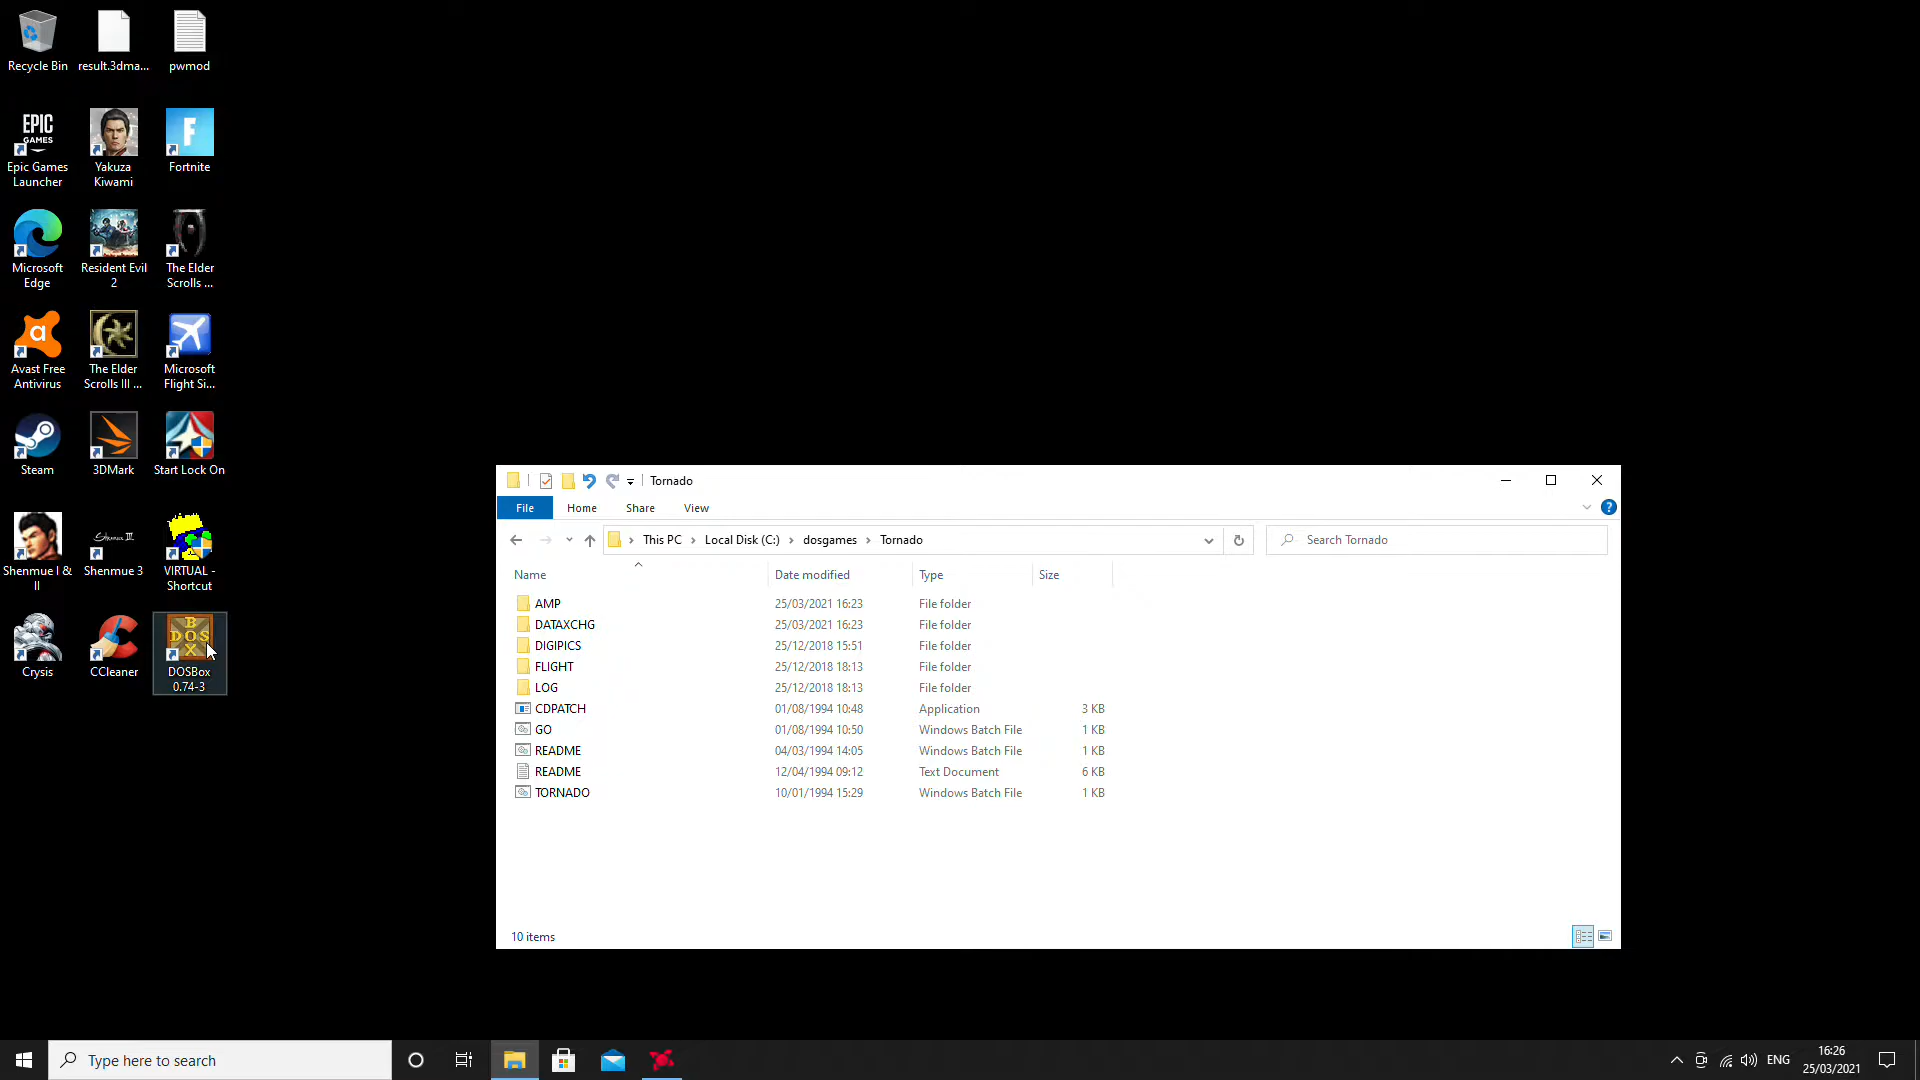 Recycle Bin
result.3dma...
pwmod
EPIC
GAMES
Epic Games
Launcher
Yakuza
Kiwami
F
Fortnite
Microsoft
Edge
Resident Evil
2
The Elder
Scrolls ...
a
Avast Free
Antivirus
The Elder
Scrolls III ...
Microsoft
Flight Si...
Steam
3DMark
Start Lock On
Shenmue I &
II
Shenmue III
Shenmue 3
VIRTUAL -
Shortcut
Crysis
CCleaner
B
DOS
X
DOSBox
0.74-3
Tornado
File Home Share View
This PC > Local Disk (C:) > dosgames > Tornado
Search Tornado
Name Date modified Type Size
AMP 25/03/2021 16:23 File folder
DATAXCHG 25/03/2021 16:23 File folder
DIGIPICS 25/12/2018 15:51 File folder
FLIGHT 25/12/2018 18:13 File folder
LOG 25/12/2018 18:13 File folder
CDPATCH 01/08/1994 10:48 Application 3 KB
GO 01/08/1994 10:50 Windows Batch File 1 KB
README 04/03/1994 14:05 Windows Batch File 1 KB
README 12/04/1994 09:12 Text Document 6 KB
TORNADO 10/01/1994 15:29 Windows Batch File 1 KB
10 items
Type here to search
ENG
16:26
25/03/2021